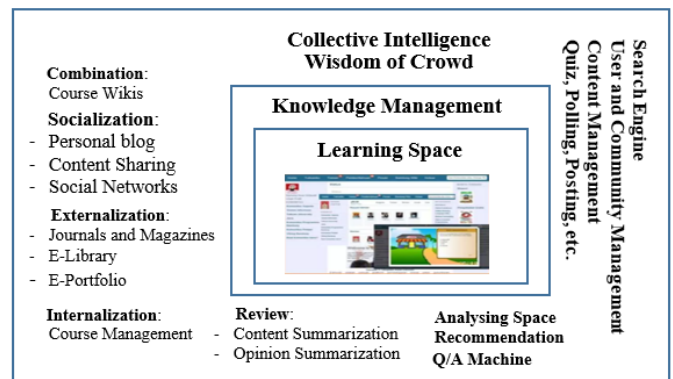 Collective Intelligence
Wisdom of Crowd
Knowledge Management
Learning Space
Combination:
Course Wikis
Socialization:
- Personal blog
- Content Sharing
- Social Networks
Externalization:
- Journals and Magazines
- E-Library
- E-Portfolio
Internalization:
Course Management
Review:
- Content Summarization
- Opinion Summarization
Analysing Space
Recommendation
Q/A Machine
Search Engine
User and Community Management
Content Management
Quiz, Polling, Posting, etc.